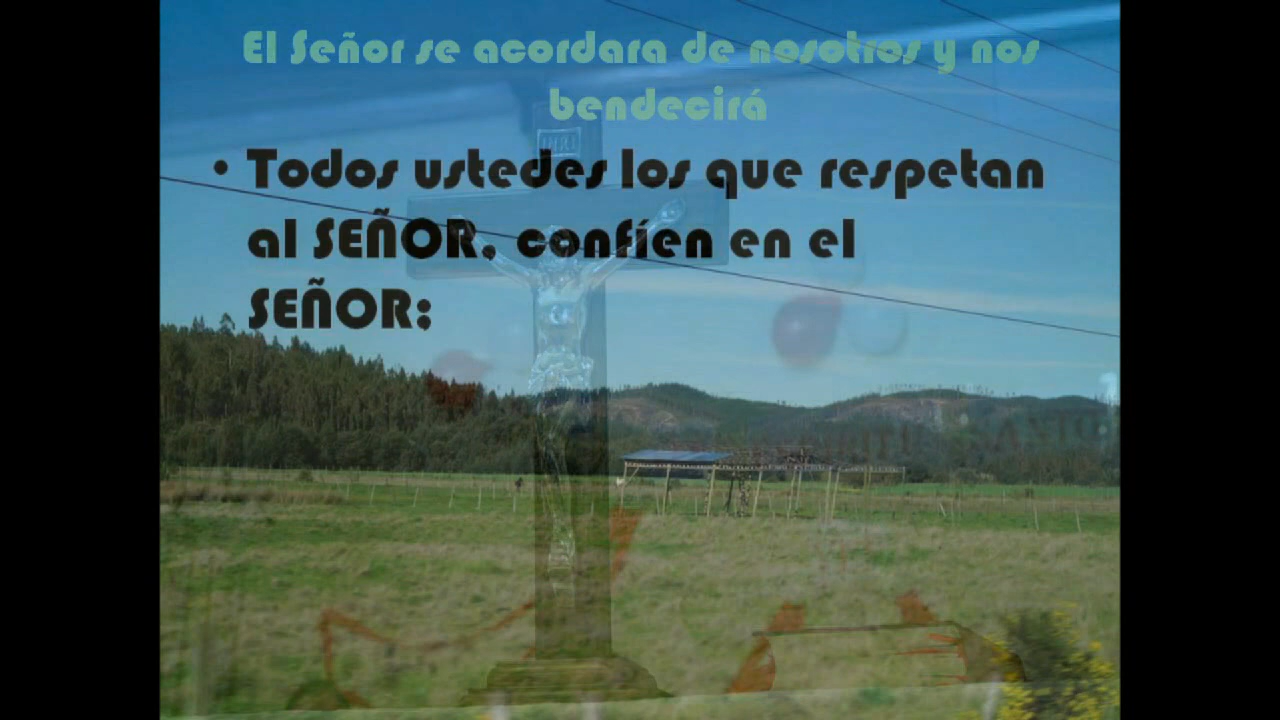 El Señor se acordara de nosotros y nos
bendecirá
• Todos ustedes los que respetan
al SEÑOR, confíen en el
SEÑOR;